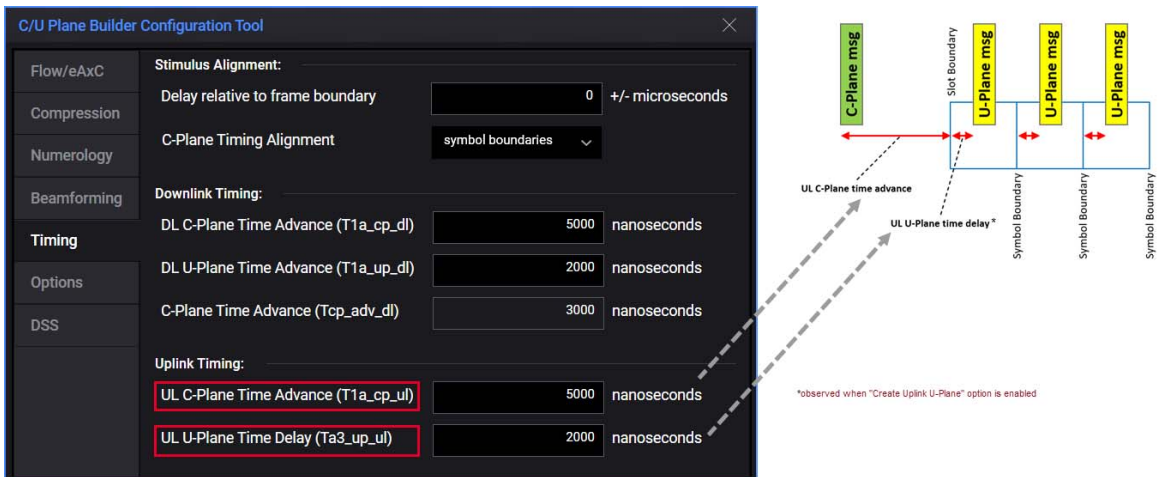 C/U Plane Builder Configuration Tool
Flow/eAxC
Compression
Numerology
Beamforming
Timing
Options
DSS
Stimulus Alignment:
Delay relative to frame boundary 0 +/- microseconds
C-Plane Timing Alignment symbol boundaries
Downlink Timing:
DL C-Plane Time Advance (T1a_cp_dl) 5000 nanoseconds
DL U-Plane Time Advance (T1a_up_dl) 2000 nanoseconds
C-Plane Time Advance (Tcp_adv_dl) 3000 nanoseconds
Uplink Timing:
UL C-Plane Time Advance (T1a_cp_ul) 5000 nanoseconds
UL U-Plane Time Delay (Ta3_up_ul) 2000 nanoseconds
C-Plane msg
Slot Boundary
U-Plane msg
U-Plane msg
U-Plane msg
UL C-Plane time advance
UL U-Plane time delay *
Symbol Boundary
Symbol Boundary
Symbol Boundary
*observed when "Create Uplink U-Plane" option is enabled